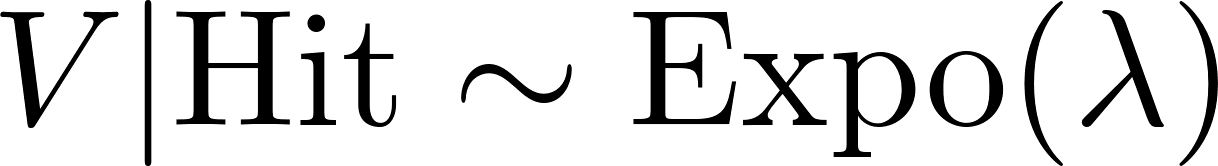 V|Hit ∼ Expo(λ)